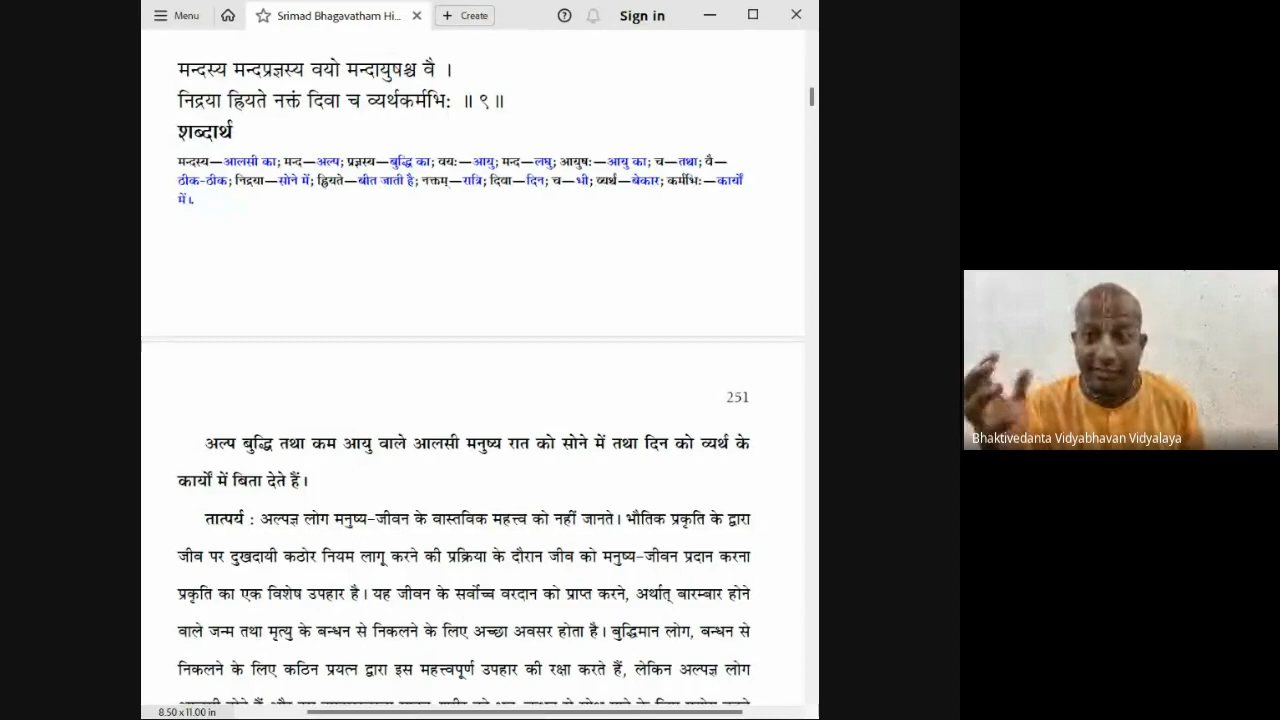 Menu
Srimad Bhagavatham Hi...
Create
Sign in
मन्दस्य मन्दप्रज्ञस्य वयो मन्दायुषश्च वै ।
निद्रया ह्रियते नक्तं दिवा च व्यर्थकर्मभिः ॥ ९॥
शब्दार्थ
मन्दस्य—आलसी का; मन्द—अल्प; प्रज्ञस्य—बुद्धि का; वयः—आयु; मन्द—लघु; आयुषः—आयु का; च—तथा; वै—
ठीक-ठीक; निद्रया—सोने में; ह्रियते—बीत जाती है; नक्तम्—रात्रि; दिवा—दिन; च—भी; व्यर्थ—बेकार; कर्मभिः—कार्यों
में।.
251
अल्प बुद्धि तथा कम आयु वाले आलसी मनुष्य रात को सोने में तथा दिन को व्यर्थ के
कार्यों में बिता देते हैं।
तात्पर्य : अल्पज्ञ लोग मनुष्य-जीवन के वास्तविक महत्त्व को नहीं जानते। भौतिक प्रकृति के द्वारा
जीव पर दुखदायी कठोर नियम लागू करने की प्रक्रिया के दौरान जीव को मनुष्य-जीवन प्रदान करना
प्रकृति का एक विशेष उपहार है। यह जीवन के सर्वोच्च वरदान को प्राप्त करने, अर्थात् बारम्बार होने
वाले जन्म तथा मृत्यु के बन्धन से निकलने के लिए अच्छा अवसर होता है। बुद्धिमान लोग, बन्धन से
निकलने के लिए कठिन प्रयत्न द्वारा इस महत्त्वपूर्ण उपहार की रक्षा करते हैं, लेकिन अल्पज्ञ लोग
8.50 x 11.00 in
Bhaktivedanta Vidyabhavan Vidyalaya